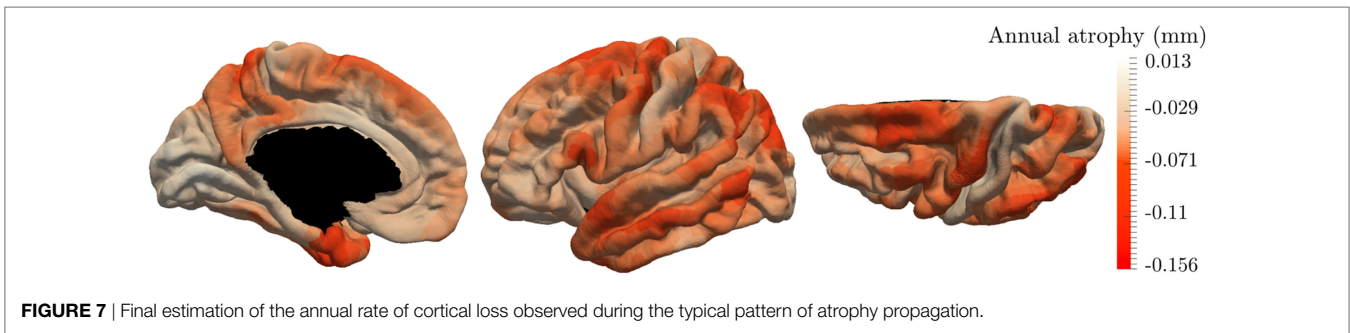 Annual atrophy (mm)
0.013
-0.029
-0.071
-0.11
-0.156
FIGURE 7 | Final estimation of the annual rate of cortical loss observed during the typical pattern of atrophy propagation.